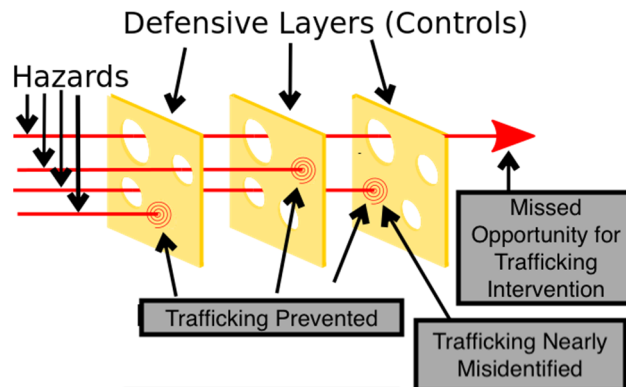 Defensive Layers (Controls)
Hazards
Missed
Opportunity for
Trafficking
Intervention
Trafficking Prevented
Trafficking Nearly
Misidentified